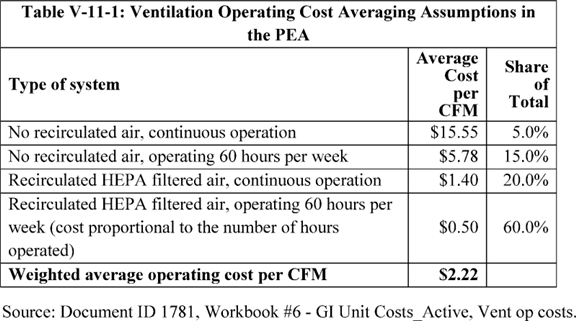 Table V-11-1: Ventilation Operating Cost Averaging Assumptions in
the PEA
Type of system
Average
Cost
per
CFM
Share
of
Total
No recirculated air, continuous operation $15.55 5.0%
No recirculated air, operating 60 hours per week $5.78 15.0%
Recirculated HEPA filtered air, continuous operation $1.40 20.0%
Recirculated HEPA filtered air, operating 60 hours per
week (cost proportional to the number of hours
operated) $0.50 60.0%
Weighted average operating cost per CFM $2.22
Source: Document ID 1781, Workbook #6 - GI Unit Costs_Active, Vent op costs.